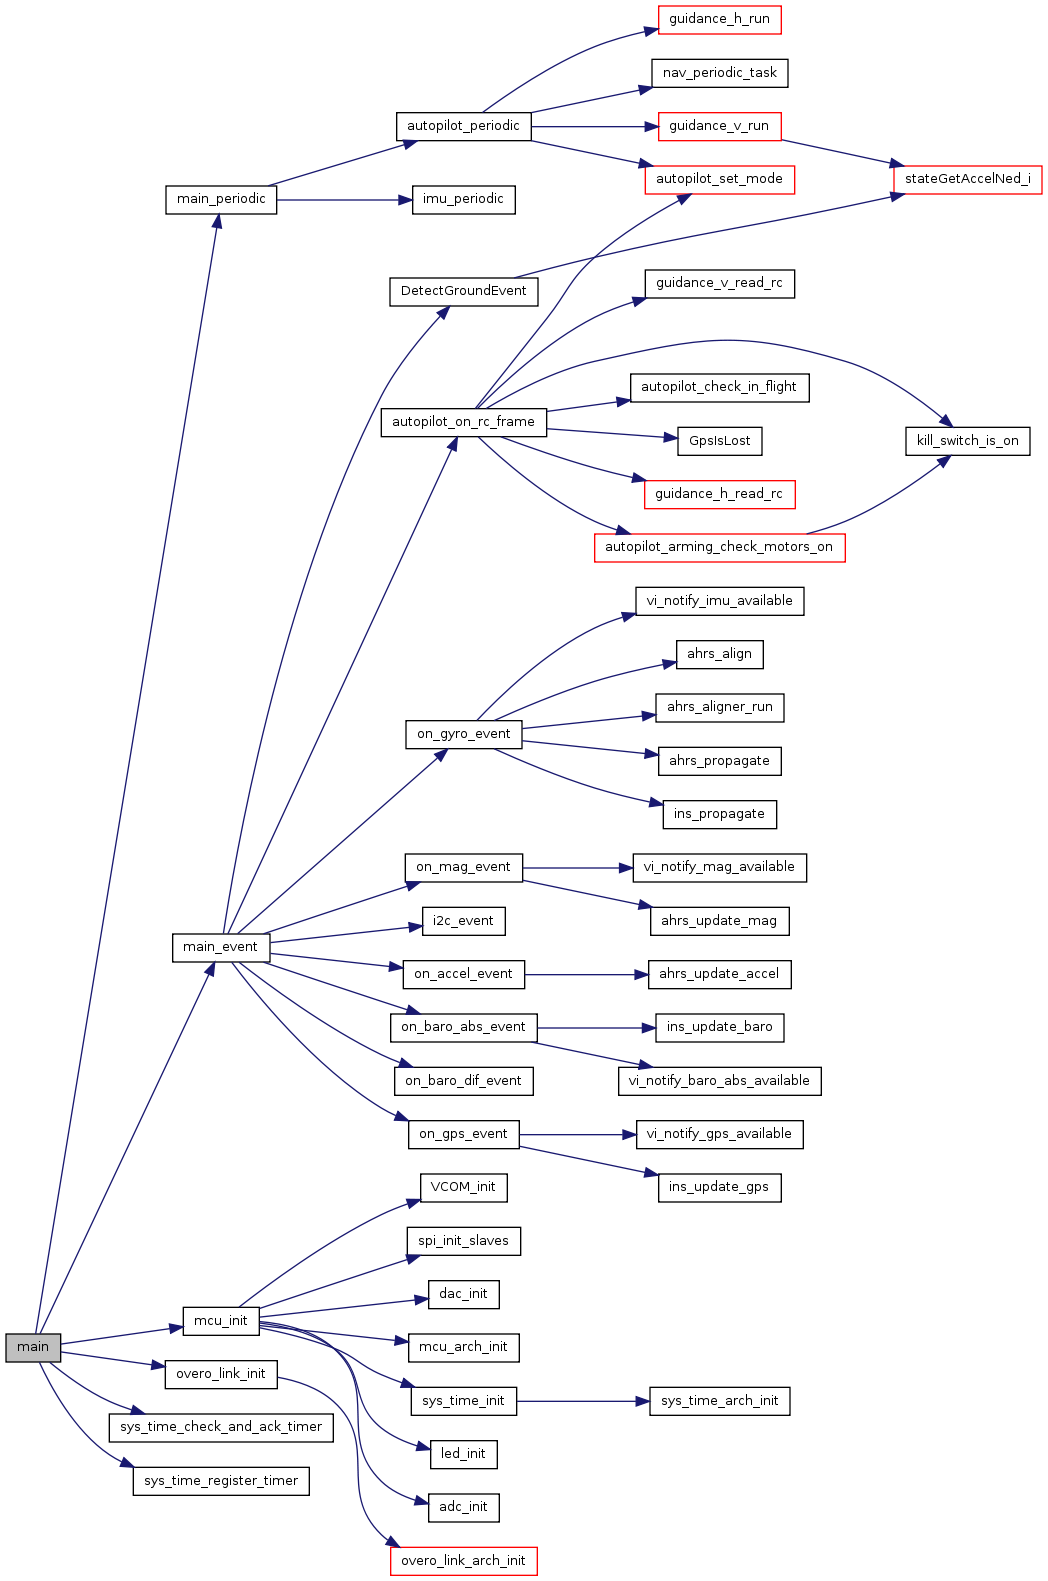 guidance_h_run
nav_periodic_task
autopilot_periodic
guidance_v_run
autopilot_set_mode
stateGetAccelNed_i
main_periodic
imu_periodic
DetectGroundEvent
guidance_v_read_rc
autopilot_check_in_flight
autopilot_on_rc_frame
GpsIsLost
kill_switch_is_on
guidance_h_read_rc
autopilot_arming_check_motors_on
vi_notify_imu_available
ahrs_align
ahrs_aligner_run
on_gyro_event
ahrs_propagate
ins_propagate
on_mag_event
vi_notify_mag_available
i2c_event
ahrs_update_mag
main_event
on_accel_event
ahrs_update_accel
on_baro_abs_event
ins_update_baro
on_baro_dif_event
vi_notify_baro_abs_available
on_gps_event
vi_notify_gps_available
VCOM_init
ins_update_gps
spi_init_slaves
dac_init
mcu_init
main
mcu_arch_init
overo_link_init
sys_time_init
sys_time_arch_init
sys_time_check_and_ack_timer
led_init
sys_time_register_timer
adc_init
overo_link_arch_init